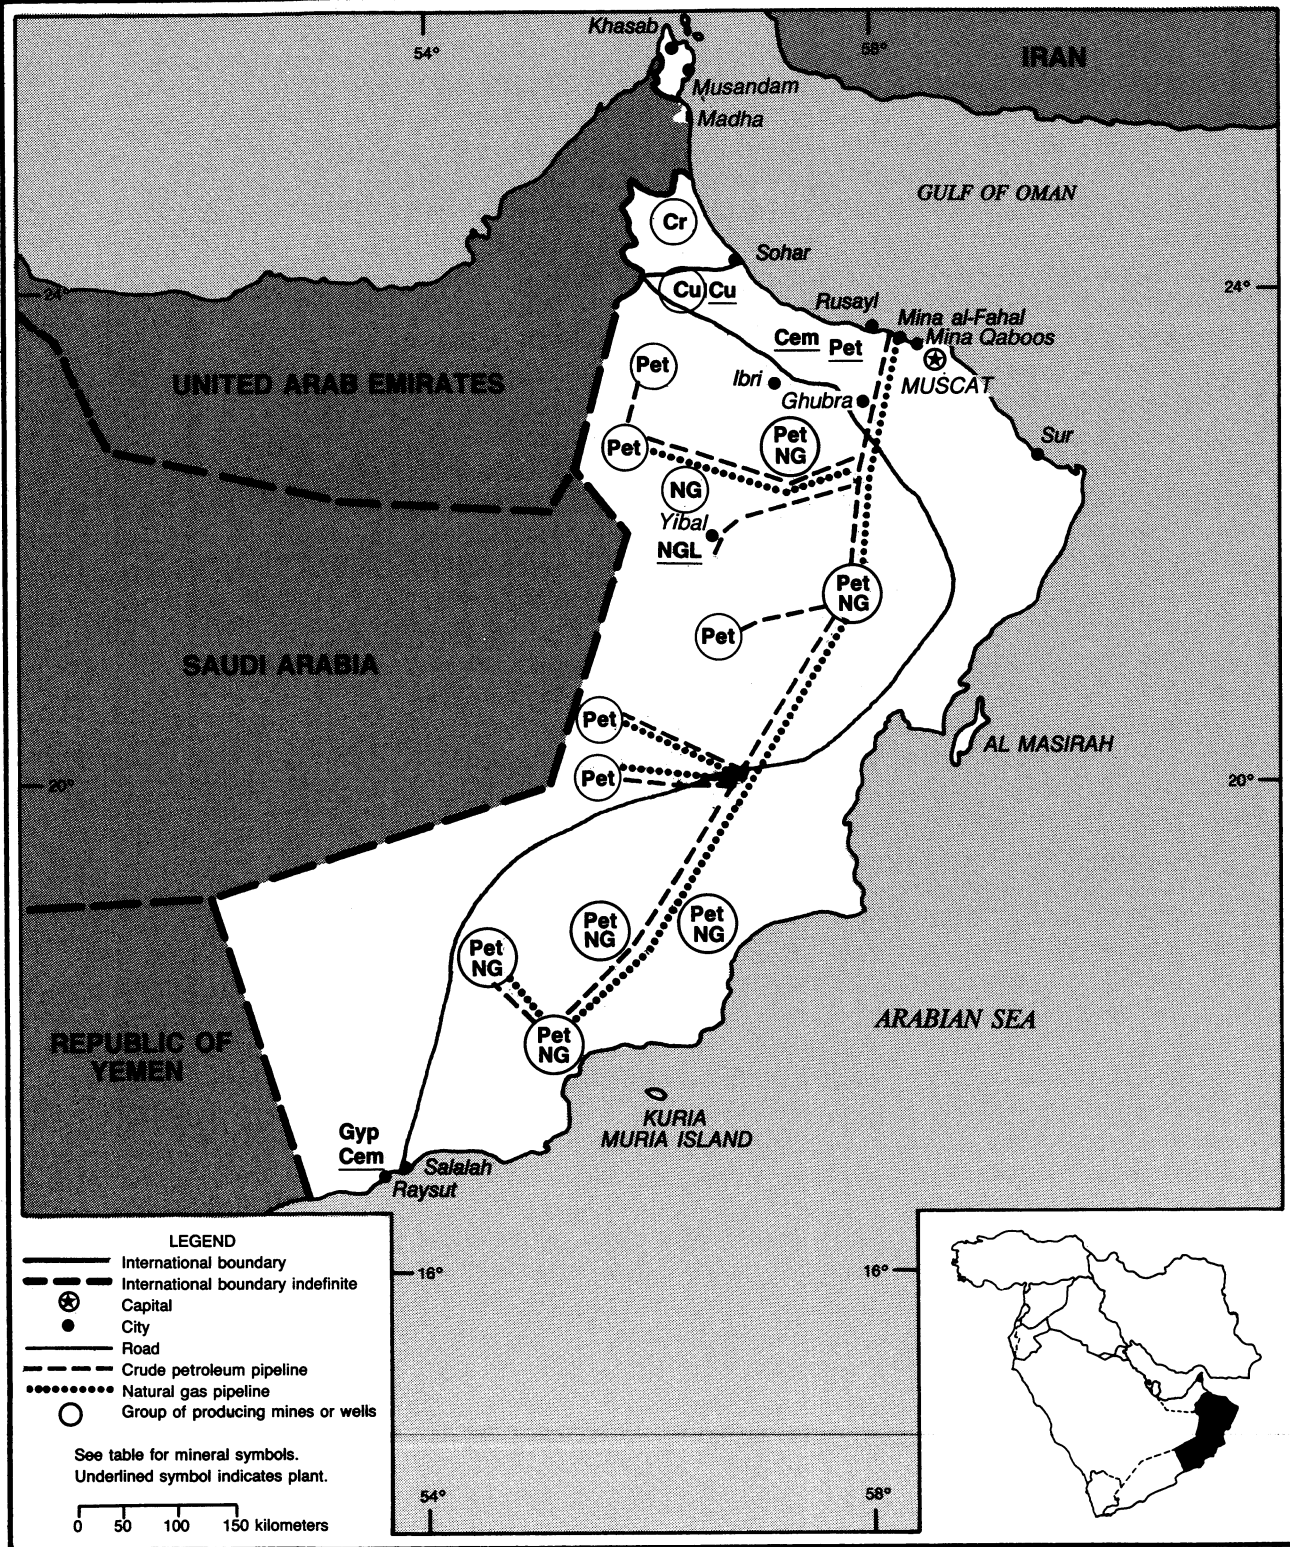 54°
58°
Khasab
IRAN
Musandam
Madha
GULF OF OMAN
Cr
Sohar
24°
Cu Cu
24°
Rusayl
Mina al-Fahal
Cem
Pet
Mina Qaboos
Pet
UNITED ARAB EMIRATES
Ibri
MUSCAT
Ghubra
Pet
Pet
NG
Sur
NG
Yibal
NGL
Pet
NG
Pet
SAUDI ARABIA
Pet
AL MASIRAH
Pet
20°
20°
Pet
NG
Pet
NG
Pet
NG
ARABIAN SEA
Pet
NG
REPUBLIC OF
YEMEN
KURIA
MURIA ISLAND
Gyp
Cem
Salalah
Raysut
LEGEND
International boundary
International boundary indefinite
Capital
City
Road
Crude petroleum pipeline
Natural gas pipeline
Group of producing mines or wells
See table for mineral symbols.
Underlined symbol indicates plant.
0 50 100 150 kilometers
16°
16°
54°
58°